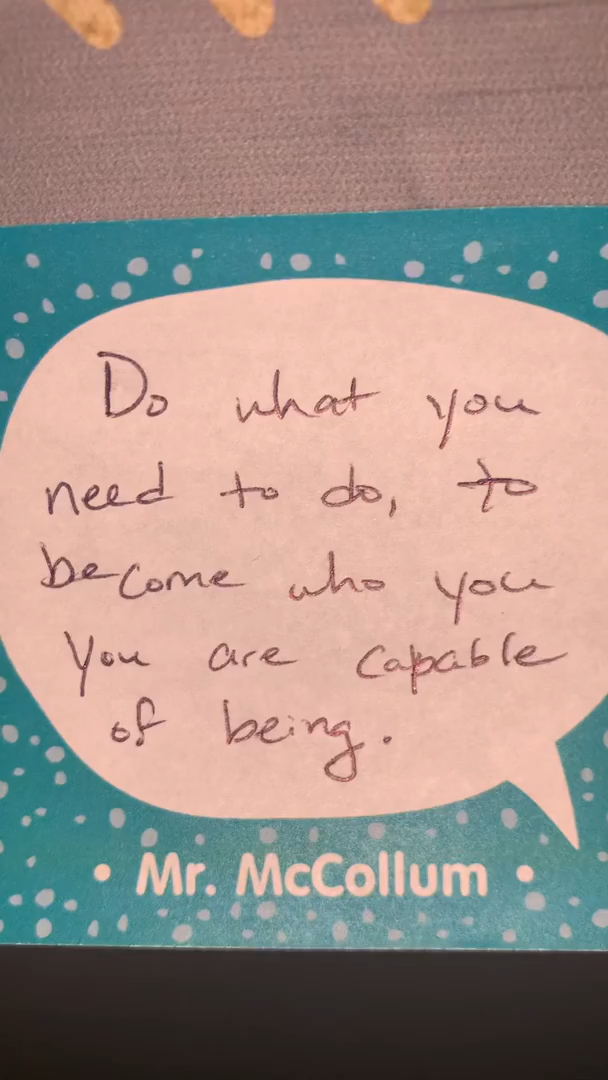 Do what you
need to do, to
become who you
you are capable
of being.
• Mr. McCollum •